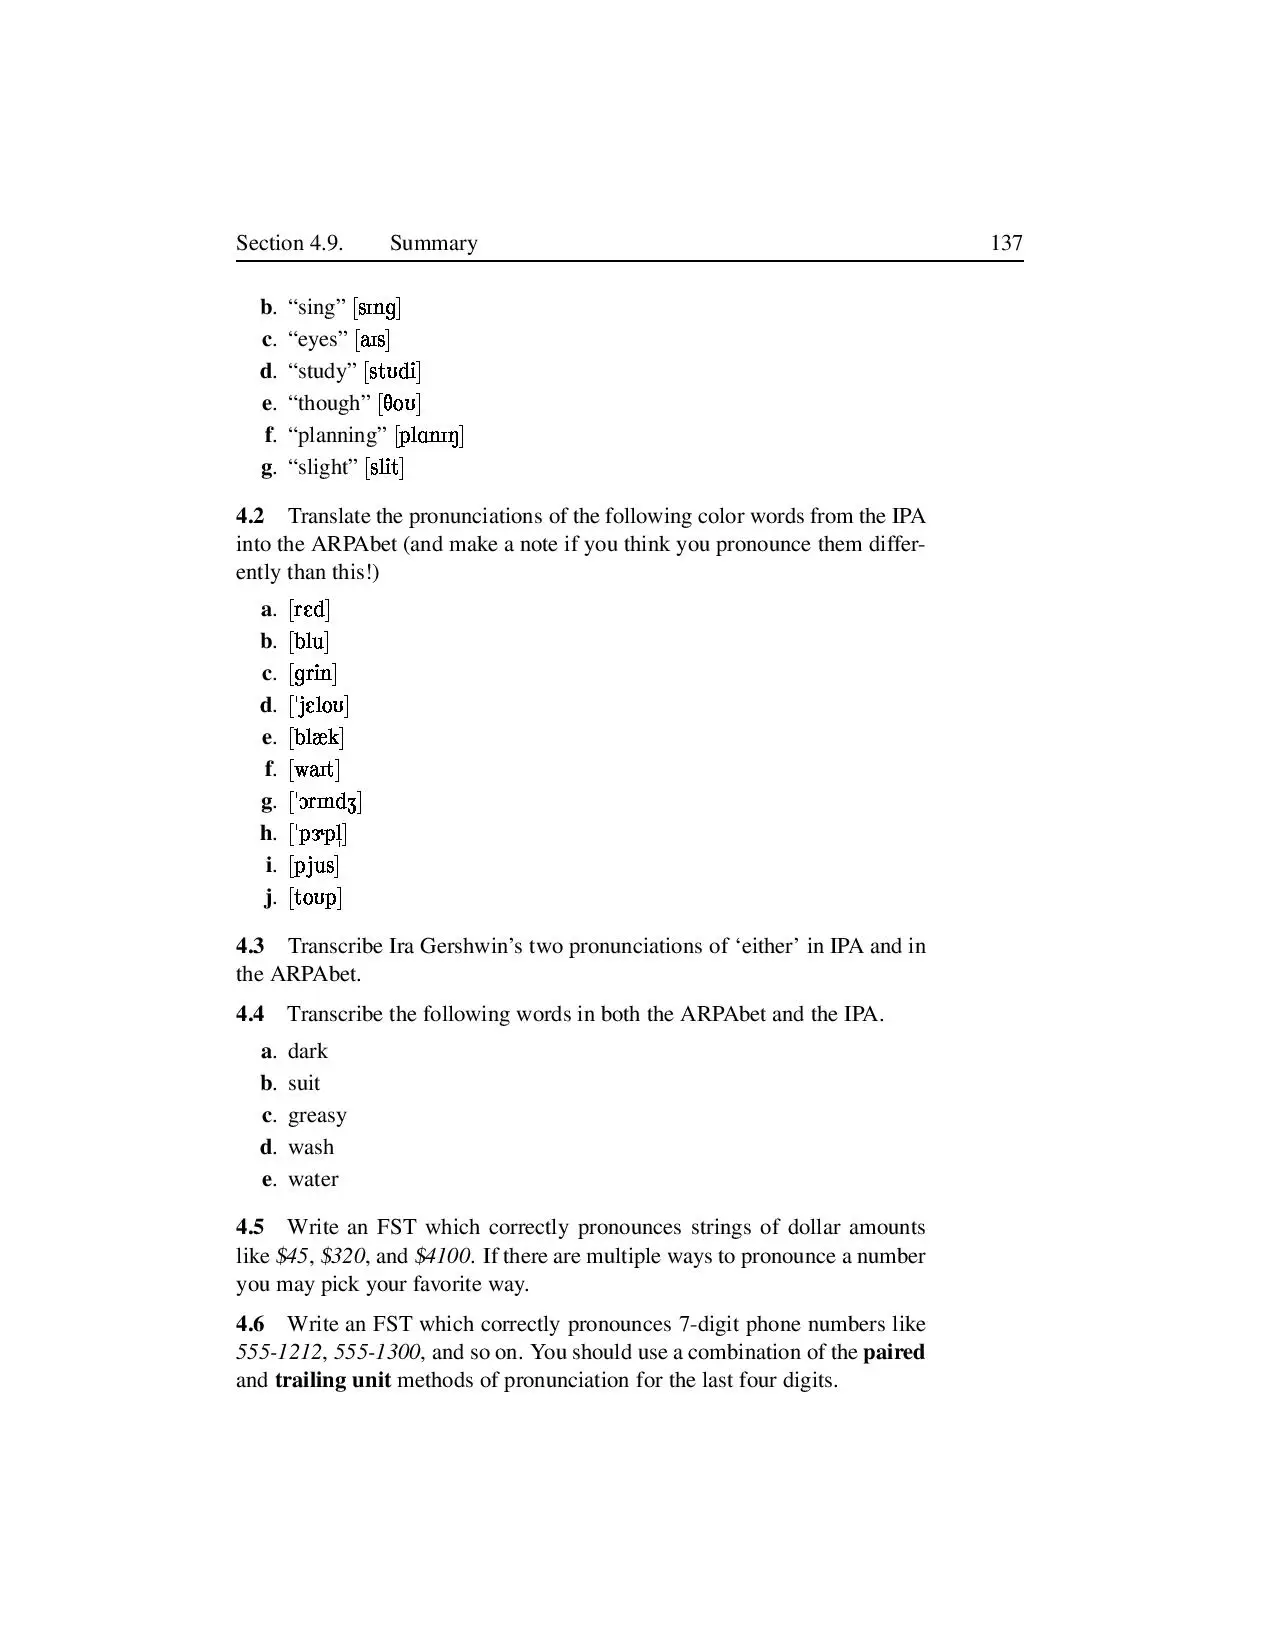 Section 4.9. Summary 137
b. “sing” [sɪng]
c. “eyes” [aɪs]
d. “study” [stʊdi]
e. “though” [θoʊ]
f. “planning” [plɑnɪŋ]
g. “slight” [slit]
4.2 Translate the pronunciations of the following color words from the IPA
into the ARPAbet (and make a note if you think you pronounce them differ-
ently than this!)
a. [rɛd]
b. [blu]
c. [grin]
d. [ˈjɛloʊ]
e. [blæk]
f. [waɪt]
g. [ˈɔrɪndʒ]
h. [ˈpɝpl̩]
i. [pjus]
j. [toʊp]
4.3 Transcribe Ira Gershwin’s two pronunciations of ‘either’ in IPA and in
the ARPAbet.
4.4 Transcribe the following words in both the ARPAbet and the IPA.
a. dark
b. suit
c. greasy
d. wash
e. water
4.5 Write an FST which correctly pronounces strings of dollar amounts
like $45, $320, and $4100. If there are multiple ways to pronounce a number
you may pick your favorite way.
4.6 Write an FST which correctly pronounces 7-digit phone numbers like
555-1212, 555-1300, and so on. You should use a combination of the paired
and trailing unit methods of pronunciation for the last four digits.